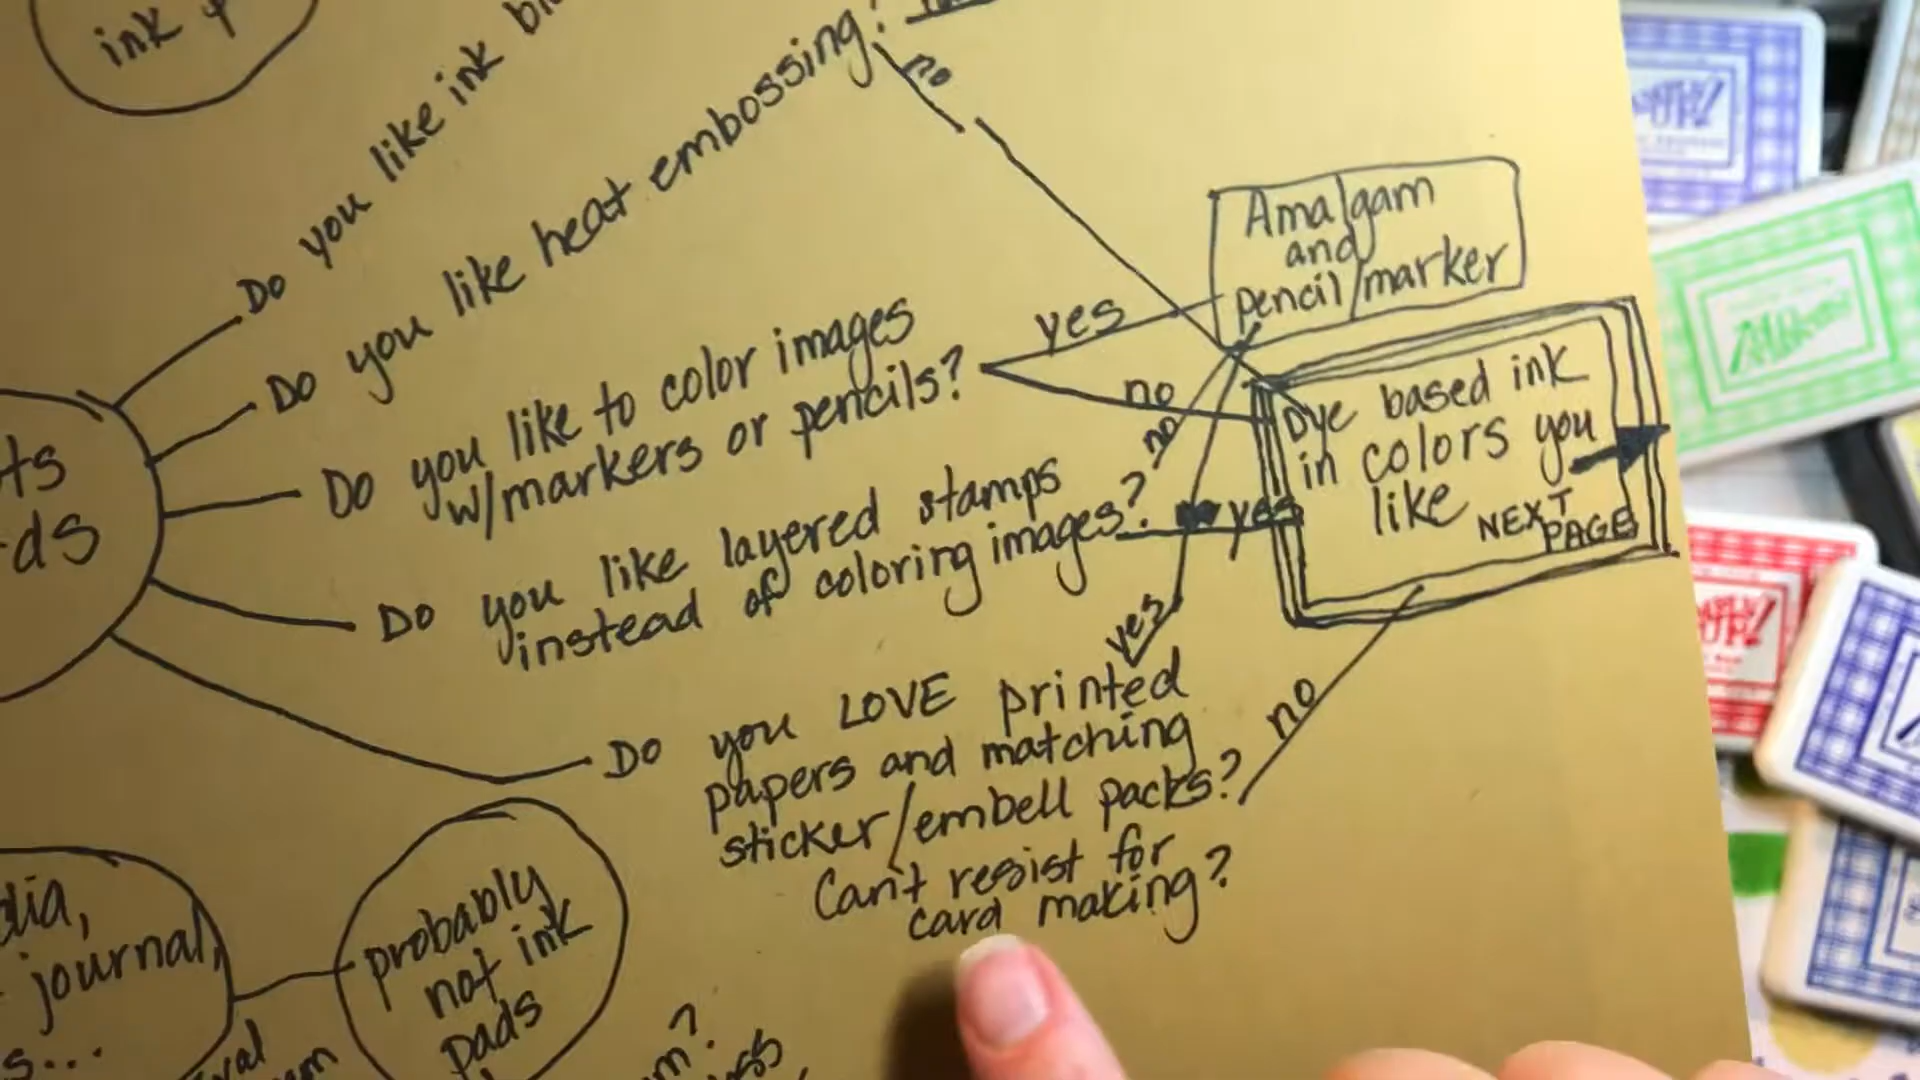 ink &
Do you like ink
Do you like heat embossing?
no
Do you like to color images
w/markers or pencils?
yes
no
Amalgam
and
pencil/marker
Do you like layered stamps
instead of coloring images?
no
yes
Dye based ink
in colors you
like
NEXT
PAGE
yes
Do you LOVE printed
papers and matching
sticker/embell packs?
Can't resist for
card making?
no
probably
not ink
pads
journal,